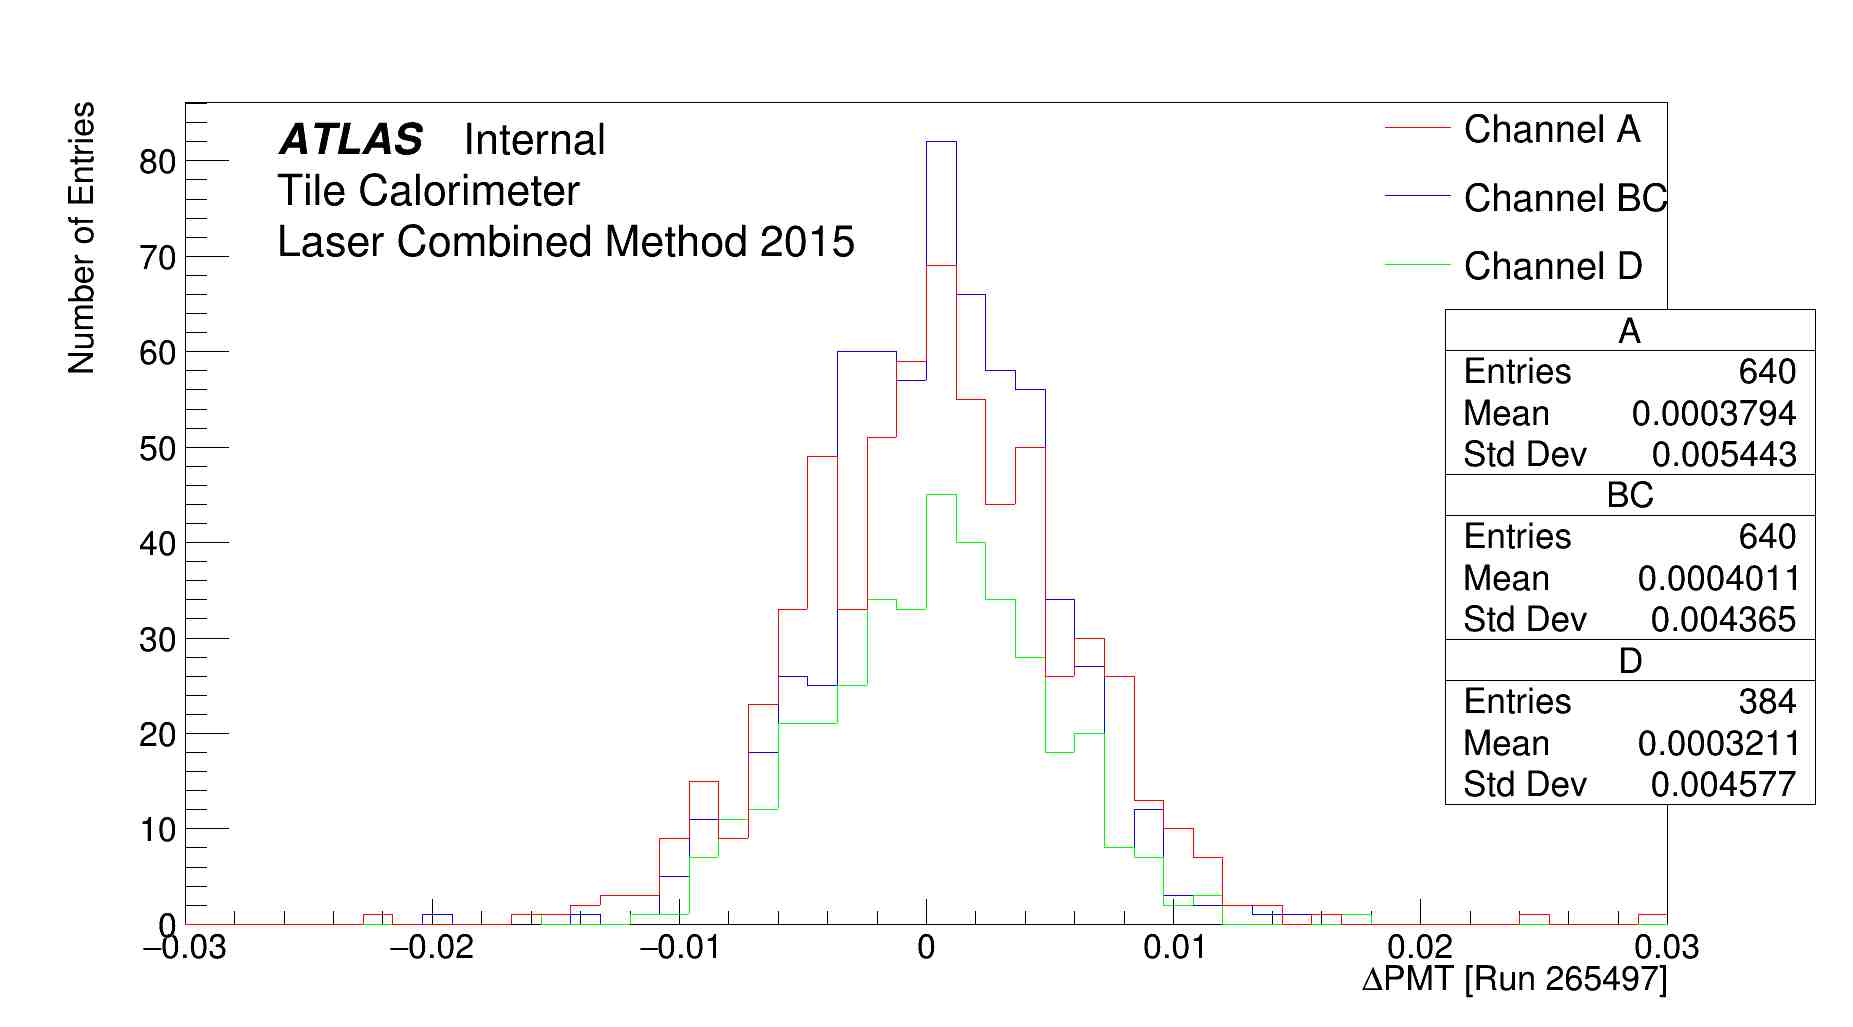 Number of Entries
ATLAS Internal
Tile Calorimeter
Laser Combined Method 2015
Channel A
Channel BC
Channel D
A
Entries 640
Mean 0.0003794
Std Dev 0.005443
BC
Entries 640
Mean 0.0004011
Std Dev 0.004365
D
Entries 384
Mean 0.0003211
Std Dev 0.004577
80
70
60
50
40
30
20
10
0
−0.03 −0.02 −0.01 0 0.01 0.02 0.03
ΔPMT [Run 265497]